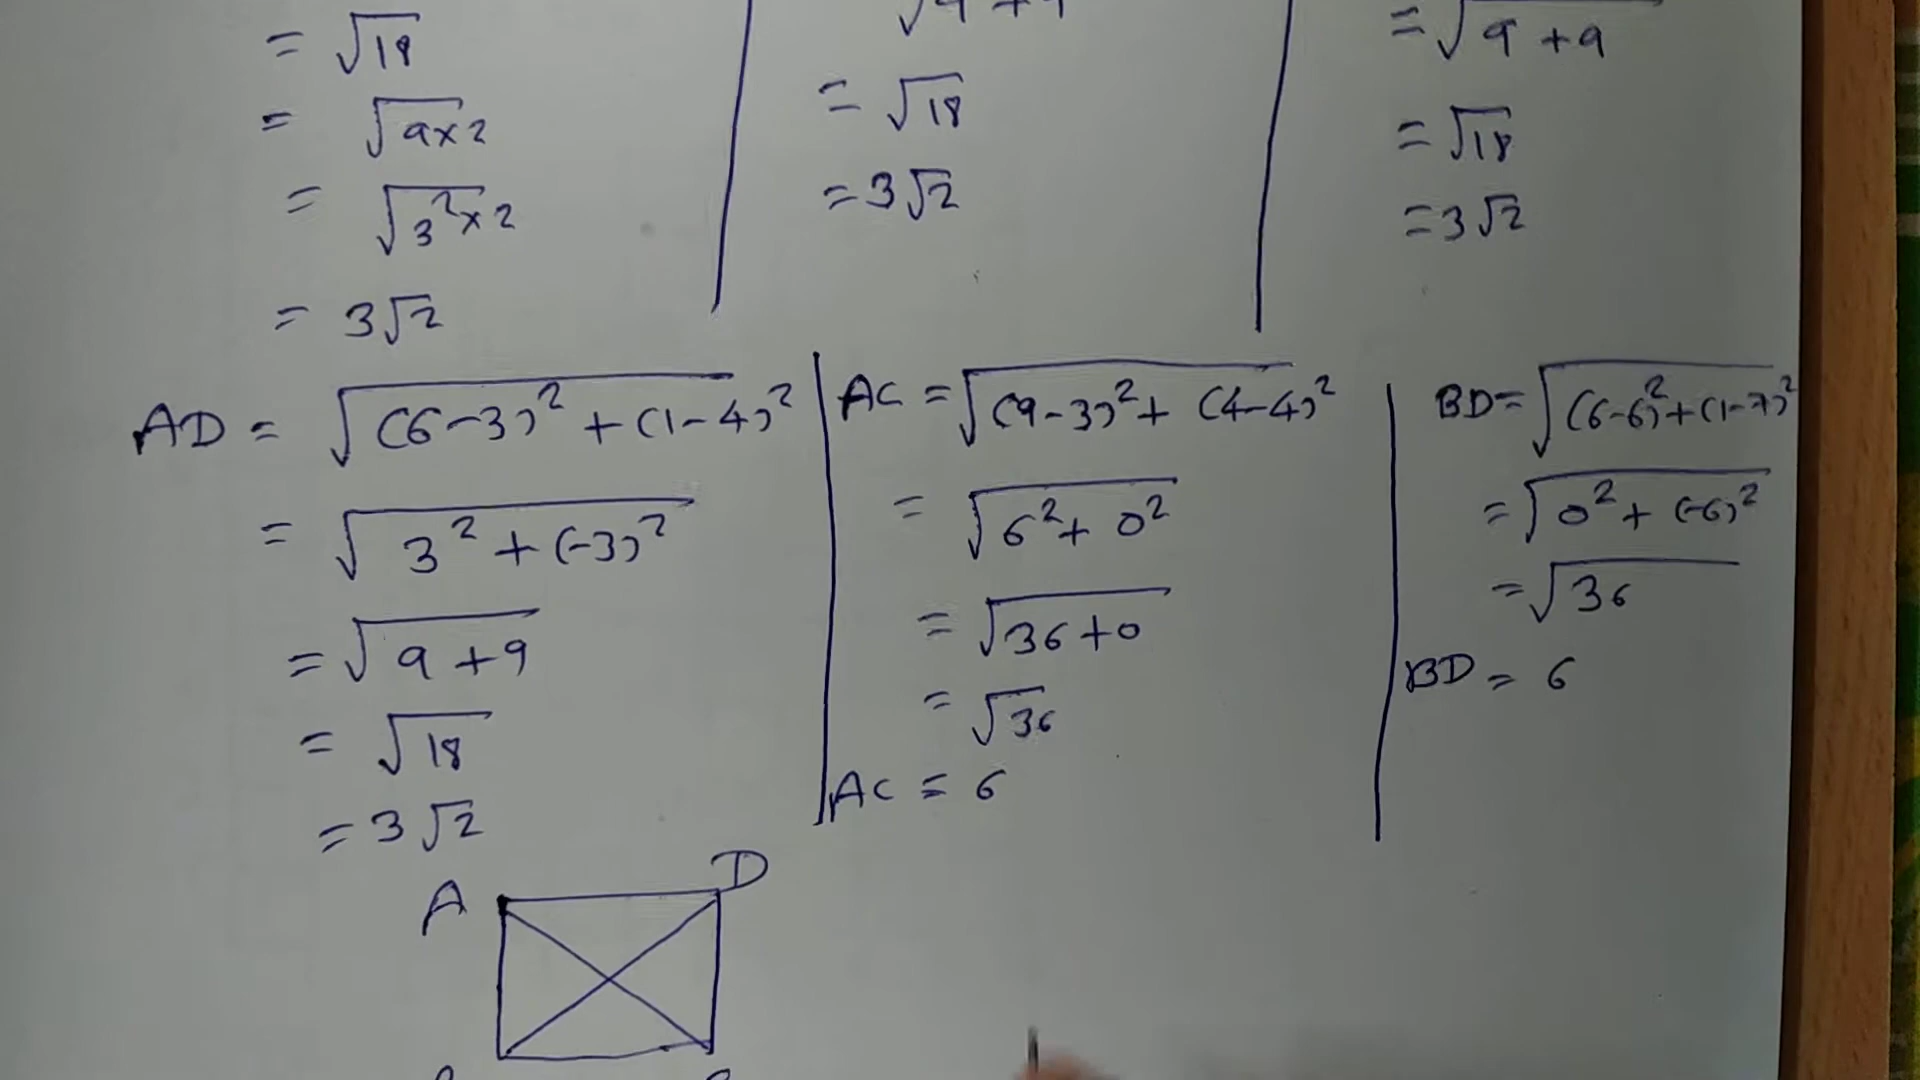 = √18
= √9×2
= √3²×2
= 3√2
= √18
= 3√2
= √9+9
= √18
= 3√2
AD = √(6-3)²+(1-4)²
= √3²+(-3)²
= √9+9
= √18
= 3√2
AC = √(9-3)²+(4-4)²
= √6²+0²
= √36+0
= √36
AC = 6
BD = √(6-6)²+(1-7)²
= √0²+(-6)²
= √36
BD = 6
A
D